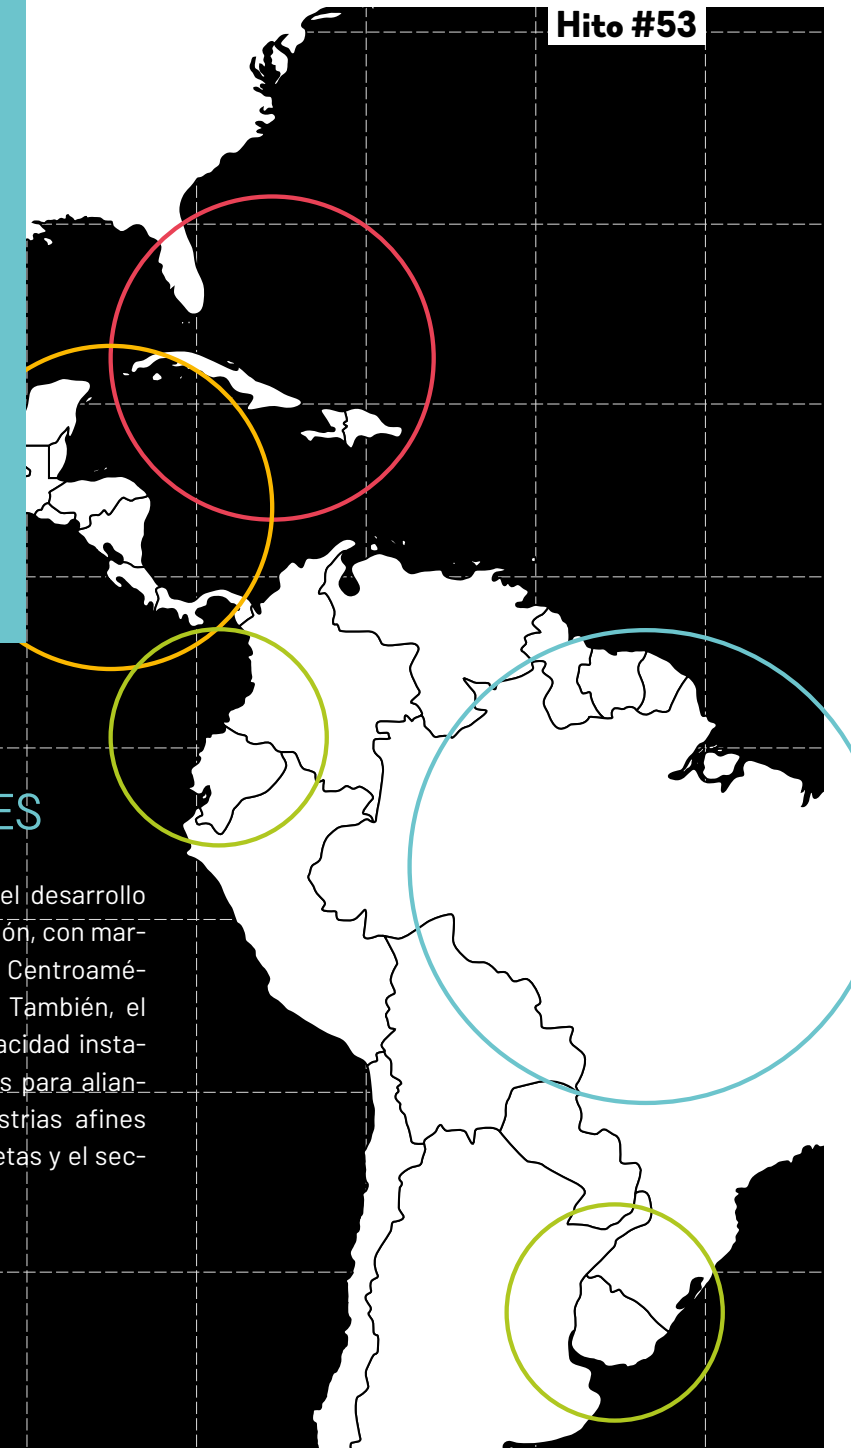 Hito #53
ES
el desarrollo
ón, con mar-
Centroamé-
También, el
acidad insta-
s para alian-
strias afines
etas y el sec-